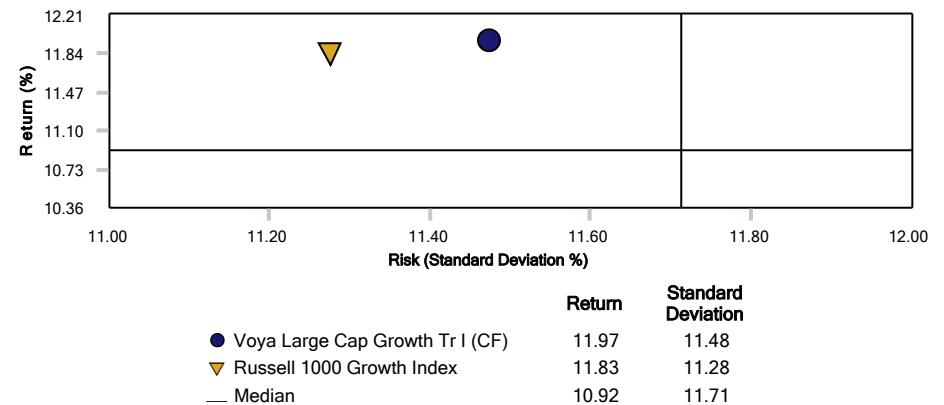 12.21
11.84
11.47
11.10
10.73
10.36
Return (%)
11.00 11.20 11.40 11.60 11.80 12.00
Risk (Standard Deviation %)
Return Standard Deviation
Voya Large Cap Growth Tr I (CF) 11.97 11.48
Russell 1000 Growth Index 11.83 11.28
Median 10.92 11.71